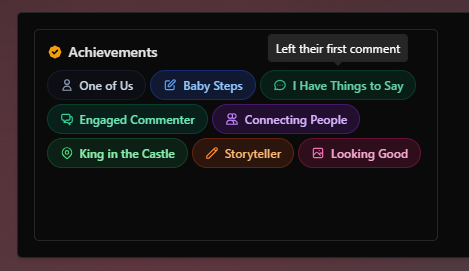 Left their first comment
Achievements
One of Us
Baby Steps
I Have Things to Say
Engaged Commenter
Connecting People
King in the Castle
Storyteller
Looking Good